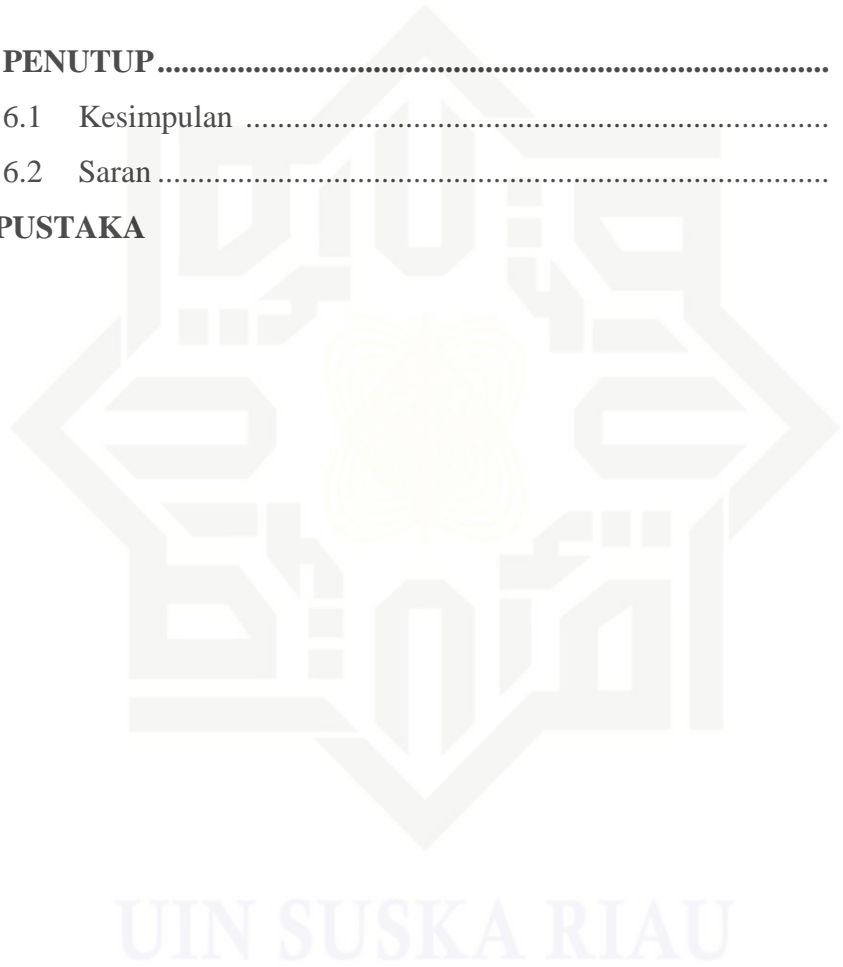 PENUTUP....................................................................................
6.1 Kesimpulan .........................................................................
6.2 Saran ....................................................................................
PUSTAKA
UIN SUSKA RIAU